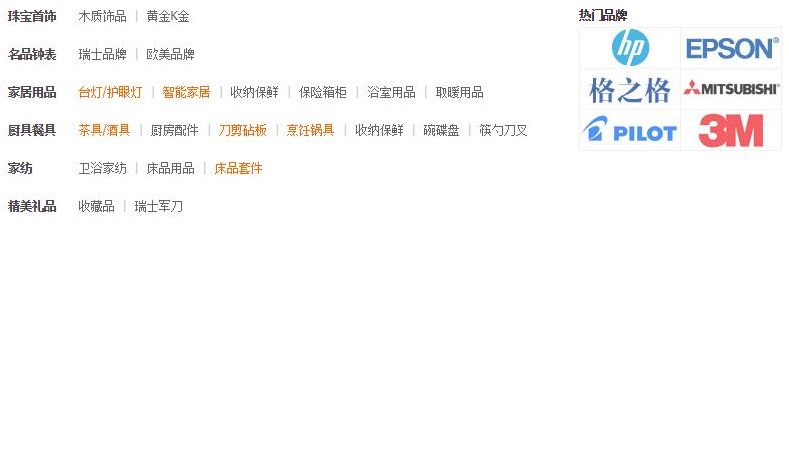 珠宝首饰 木质饰品 | 黄金K金
名品钟表 瑞士品牌 | 欧美品牌
家居用品 台灯/护眼灯 | 智能家居 | 收纳保鲜 | 保险箱柜 | 浴室用品 | 取暖用品
厨具餐具 茶具/酒具 | 厨房配件 | 刀剪砧板 | 烹饪锅具 | 收纳保鲜 | 碗碟盘 | 筷勺刀叉
家纺 卫浴家纺 | 床品用品 | 床品套件
精美礼品 收藏品 | 瑞士军刀
热门品牌
hp EPSON®
格之格 MITSUBISHI
PILOT 3M